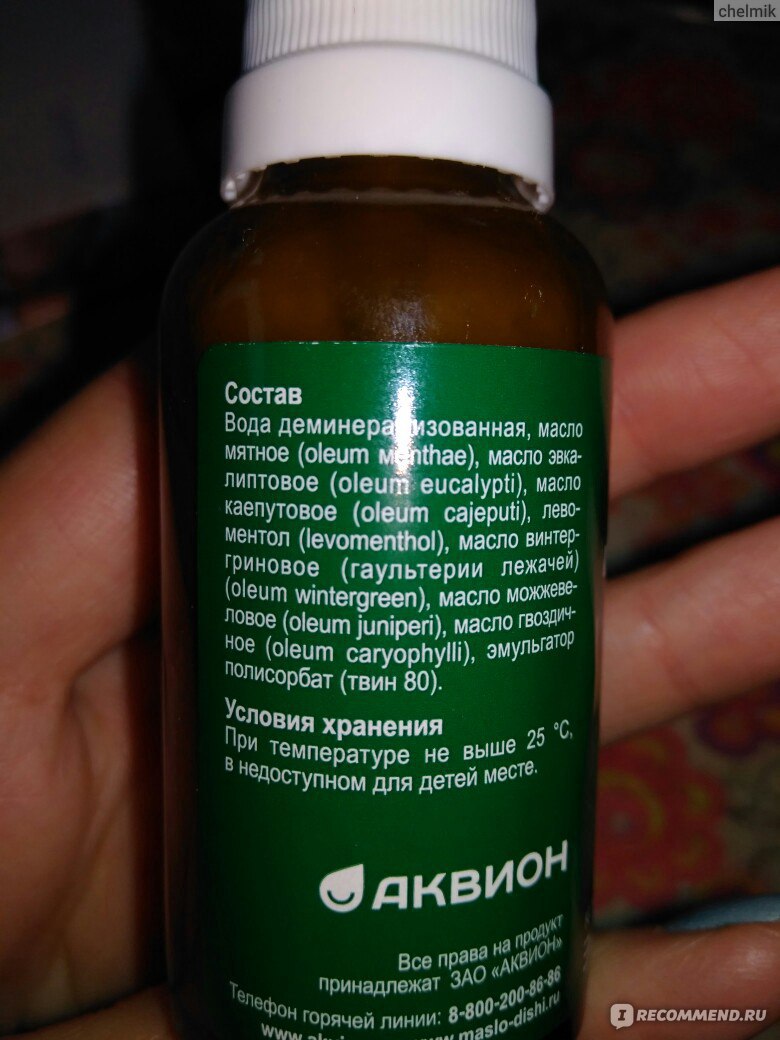 chelmik
Состав
Вода деминерализованная, масло
мятное (oleum menthae), масло эвка-
липтовое (oleum eucalypti), масло
каепутовое (oleum cajeputi), лево-
ментол (levomenthol), масло винтер-
гриновое (гаультерии лежачей)
(oleum wintergreen), масло можжеве-
ловое (oleum juniperi), масло гвоздич-
ное (oleum caryophylli), эмульгатор
полисорбат (твин 80).
Условия хранения
При температуре не выше 25 °C,
в недоступном для детей месте.
АКВИОН
Все права на продукт
принадлежат ЗАО «АКВИОН»
Телефон горячей линии: 8-800-200-86-86
www.maslo-dishi.ru
I RECOMMEND.RU